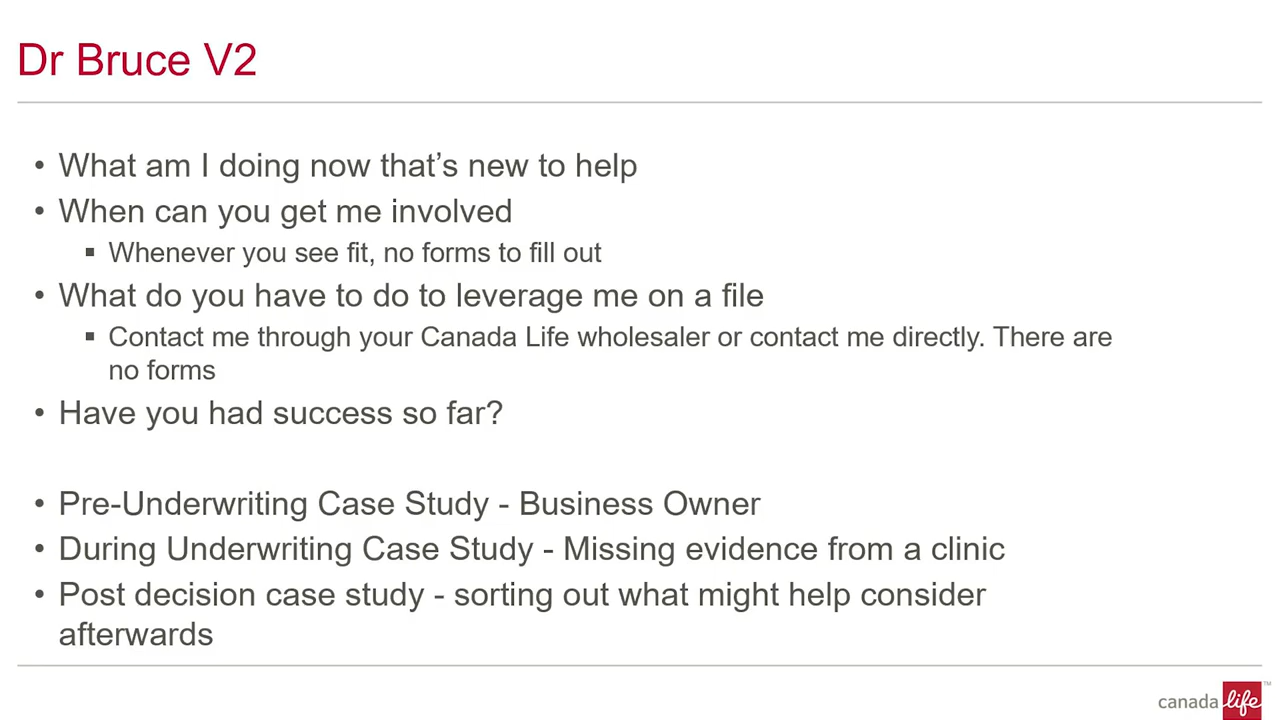 Dr Bruce V2
• What am I doing now that’s new to help
• When can you get me involved
▪ Whenever you see fit, no forms to fill out
• What do you have to do to leverage me on a file
▪ Contact me through your Canada Life wholesaler or contact me directly. There are
no forms
• Have you had success so far?
• Pre-Underwriting Case Study - Business Owner
• During Underwriting Case Study - Missing evidence from a clinic
• Post decision case study - sorting out what might help consider
afterwards
canada life™